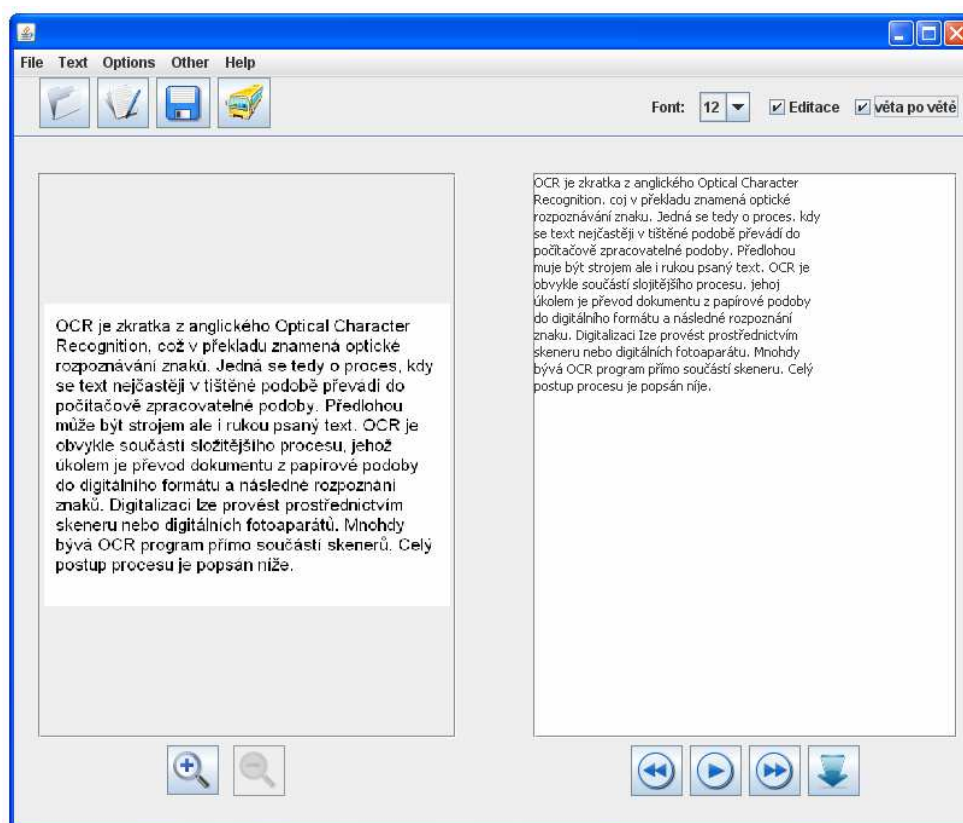 File Text Options Other Help
Font: 12 Editace věta po větě
OCR je zkratka z anglického Optical Character
Recognition, což v překladu znamená optické
rozpoznávání znaků. Jedná se tedy o proces, kdy
se text nejčastěji v tištěné podobě převádí do
počítačově zpracovatelné podoby. Předlohou
může být strojem ale i rukou psaný text. OCR je
obvykle součástí složitějšího procesu, jehož
úkolem je převod dokumentu z papírové podoby
do digitálního formátu a následné rozpoznání
znaků. Digitalizaci lze provést prostřednictvím
skeneru nebo digitálních fotoaparátů. Mnohdy
bývá OCR program přímo součástí skenerů. Celý
postup procesu je popsán níže.
OCR je zkratka z anglického Optical Character
Recognition. coj v překladu znamená optické
rozpoznávání znaku. Jedná se tedy o proces. kdy
se text nejčastěji v tištěné podobě převádí do
počítačově zpracovatelné podoby. Předlohou
muje být strojem ale i rukou psaný text. OCR je
obvykle součástí slojitějšího procesu. jehoj
úkolem je převod dokumentu z papírové podoby
do digitálního formátu a následné rozpoznání
znaku. Digitalizaci lze provést prostřednictvím
skeneru nebo digitálních fotoaparátu. Mnohdy
bývá OCR program přímo součástí skeneru. Celý
postup procesu je popsán níje.